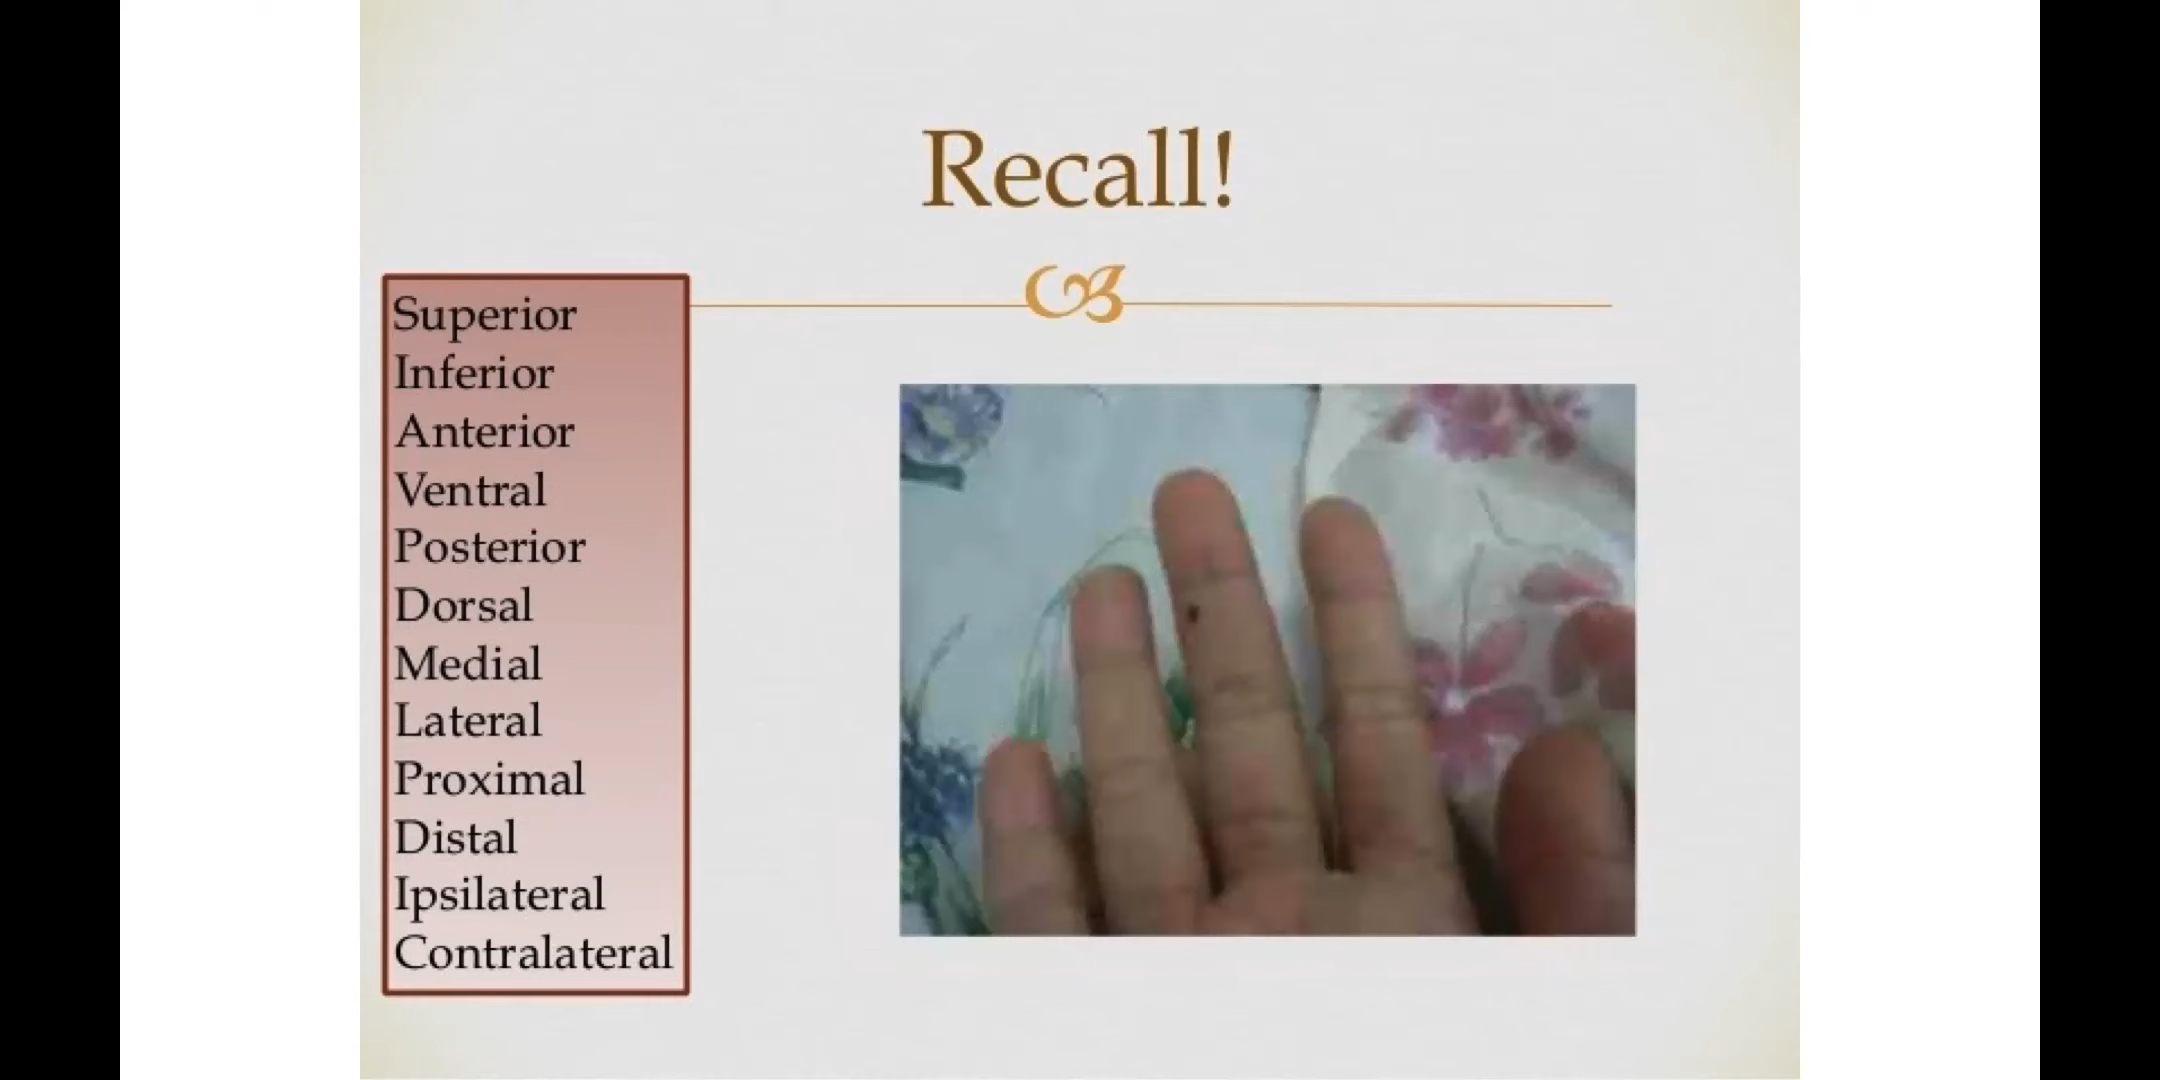 Recall!
Superior
Inferior
Anterior
Ventral
Posterior
Dorsal
Medial
Lateral
Proximal
Distal
Ipsilateral
Contralateral